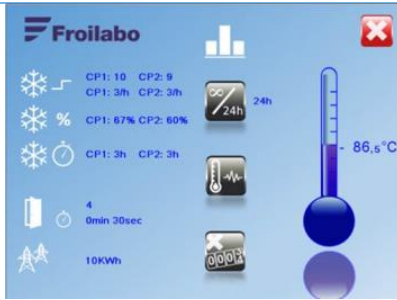 Froilabo
CP1: 10 CP2: 9
CP1: 3/h CP2: 3/h
% CP1: 67% CP2: 60%
CP1: 3h CP2: 3h
4
0min 30sec
10KWh
∞/24h 24h
000
- 86,5°C